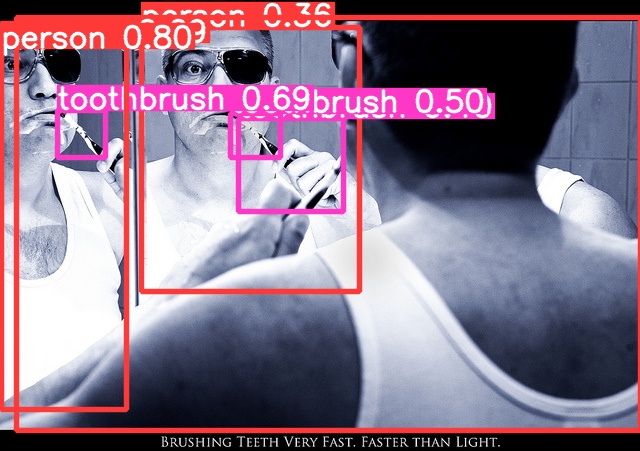 person 0.36
person 0.80
toothbrush 0.69
brush 0.50
Brushing Teeth Very Fast. Faster than Light.